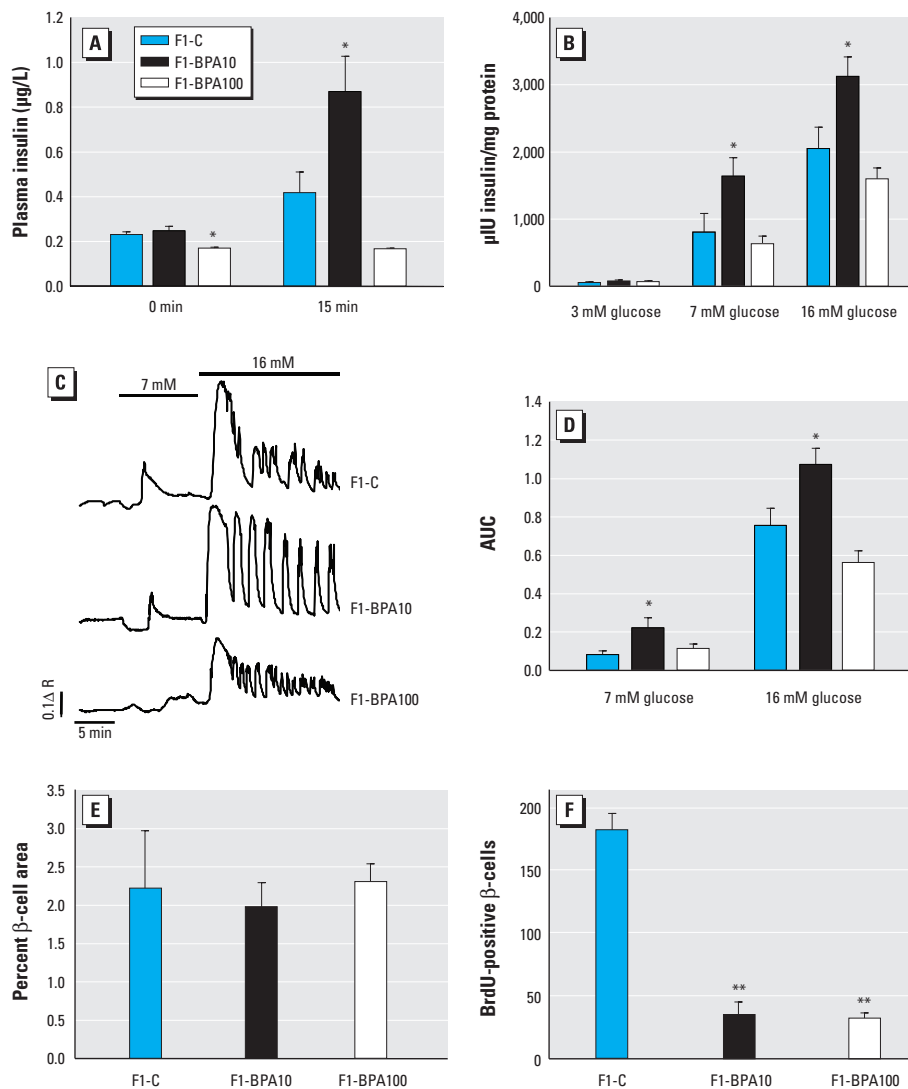 A
Plasma insulin (µg/L)
1.2
1.0
0.8
0.6
0.4
0.2
0.0
F1-C
F1-BPA10
F1-BPA100
*
*
0 min
15 min
B
µIU insulin/mg protein
4,000
3,000
2,000
1,000
0
*
*
3 mM glucose
7 mM glucose
16 mM glucose
C
7 mM
16 mM
F1-C
F1-BPA10
F1-BPA100
0.1Δ R
5 min
D
AUC
1.4
1.2
1.0
0.8
0.6
0.4
0.2
0.0
*
*
7 mM glucose
16 mM glucose
E
Percent β-cell area
3.5
3.0
2.5
2.0
1.5
1.0
0.5
0.0
F1-C
F1-BPA10
F1-BPA100
F
BrdU-positive β-cells
200
150
100
50
0
**
**
F1-C
F1-BPA10
F1-BPA100